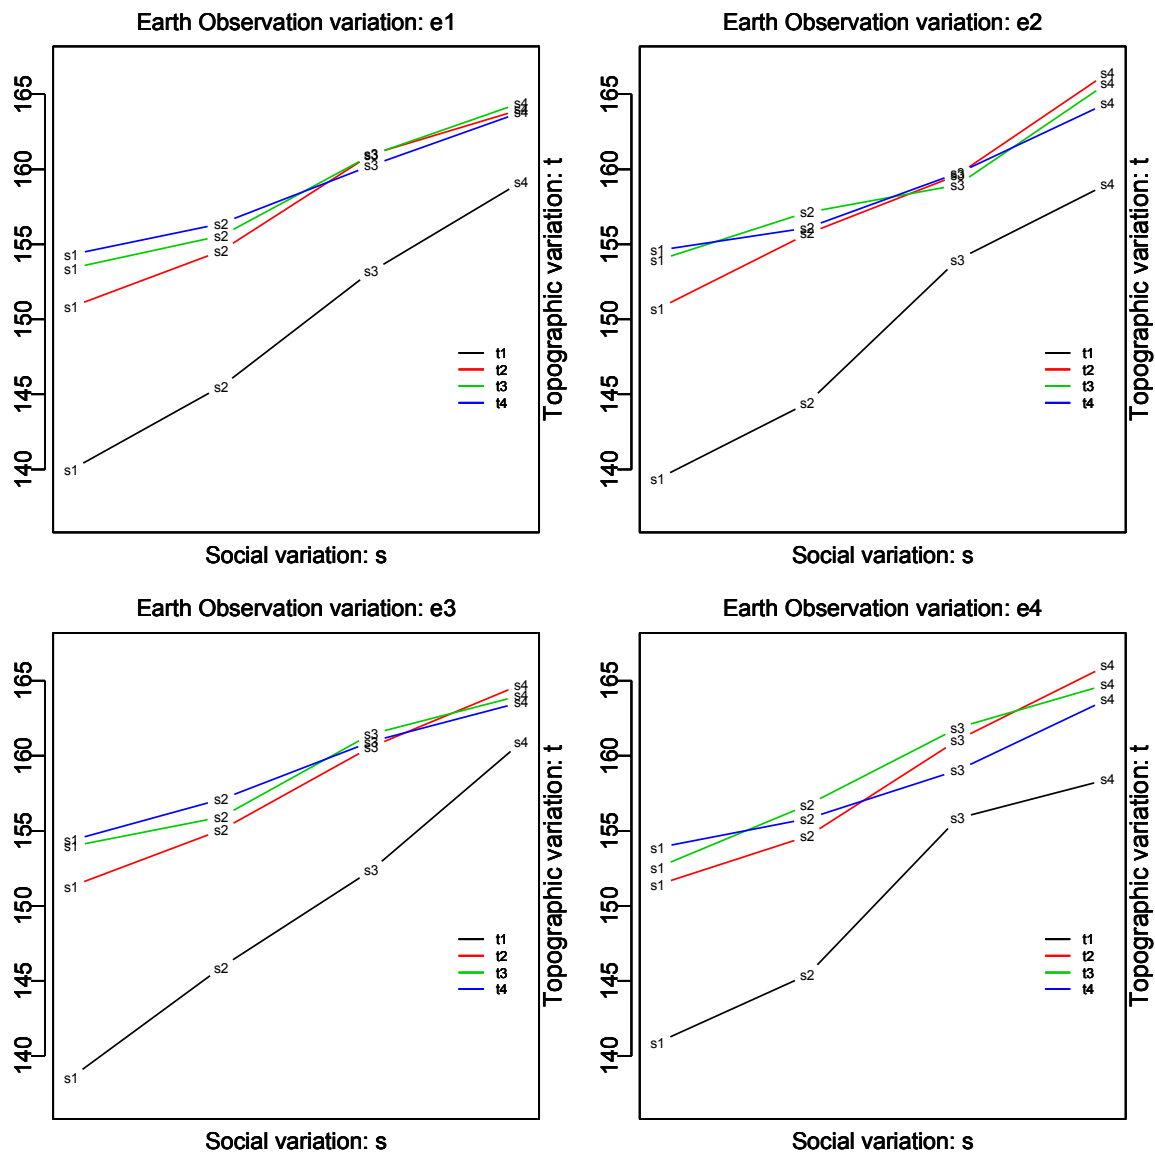 Earth Observation variation: e1
165
160
155
150
145
140
s1
s1
s1
s1
s2
s2
s2
s2
s3
s3
s3
s3
s4
s4
s4
s4
t1
t2
t3
t4
Topographic variation: t
Social variation: s
Earth Observation variation: e2
165
160
155
150
145
140
s1
s1
s1
s1
s2
s2
s2
s2
s3
s3
s3
s3
s4
s4
s4
s4
t1
t2
t3
t4
Topographic variation: t
Social variation: s
Earth Observation variation: e3
165
160
155
150
145
140
s1
s1
s1
s1
s2
s2
s2
s2
s3
s3
s3
s3
s4
s4
s4
s4
t1
t2
t3
t4
Topographic variation: t
Social variation: s
Earth Observation variation: e4
165
160
155
150
145
140
s1
s1
s1
s1
s2
s2
s2
s2
s3
s3
s3
s3
s4
s4
s4
s4
t1
t2
t3
t4
Topographic variation: t
Social variation: s